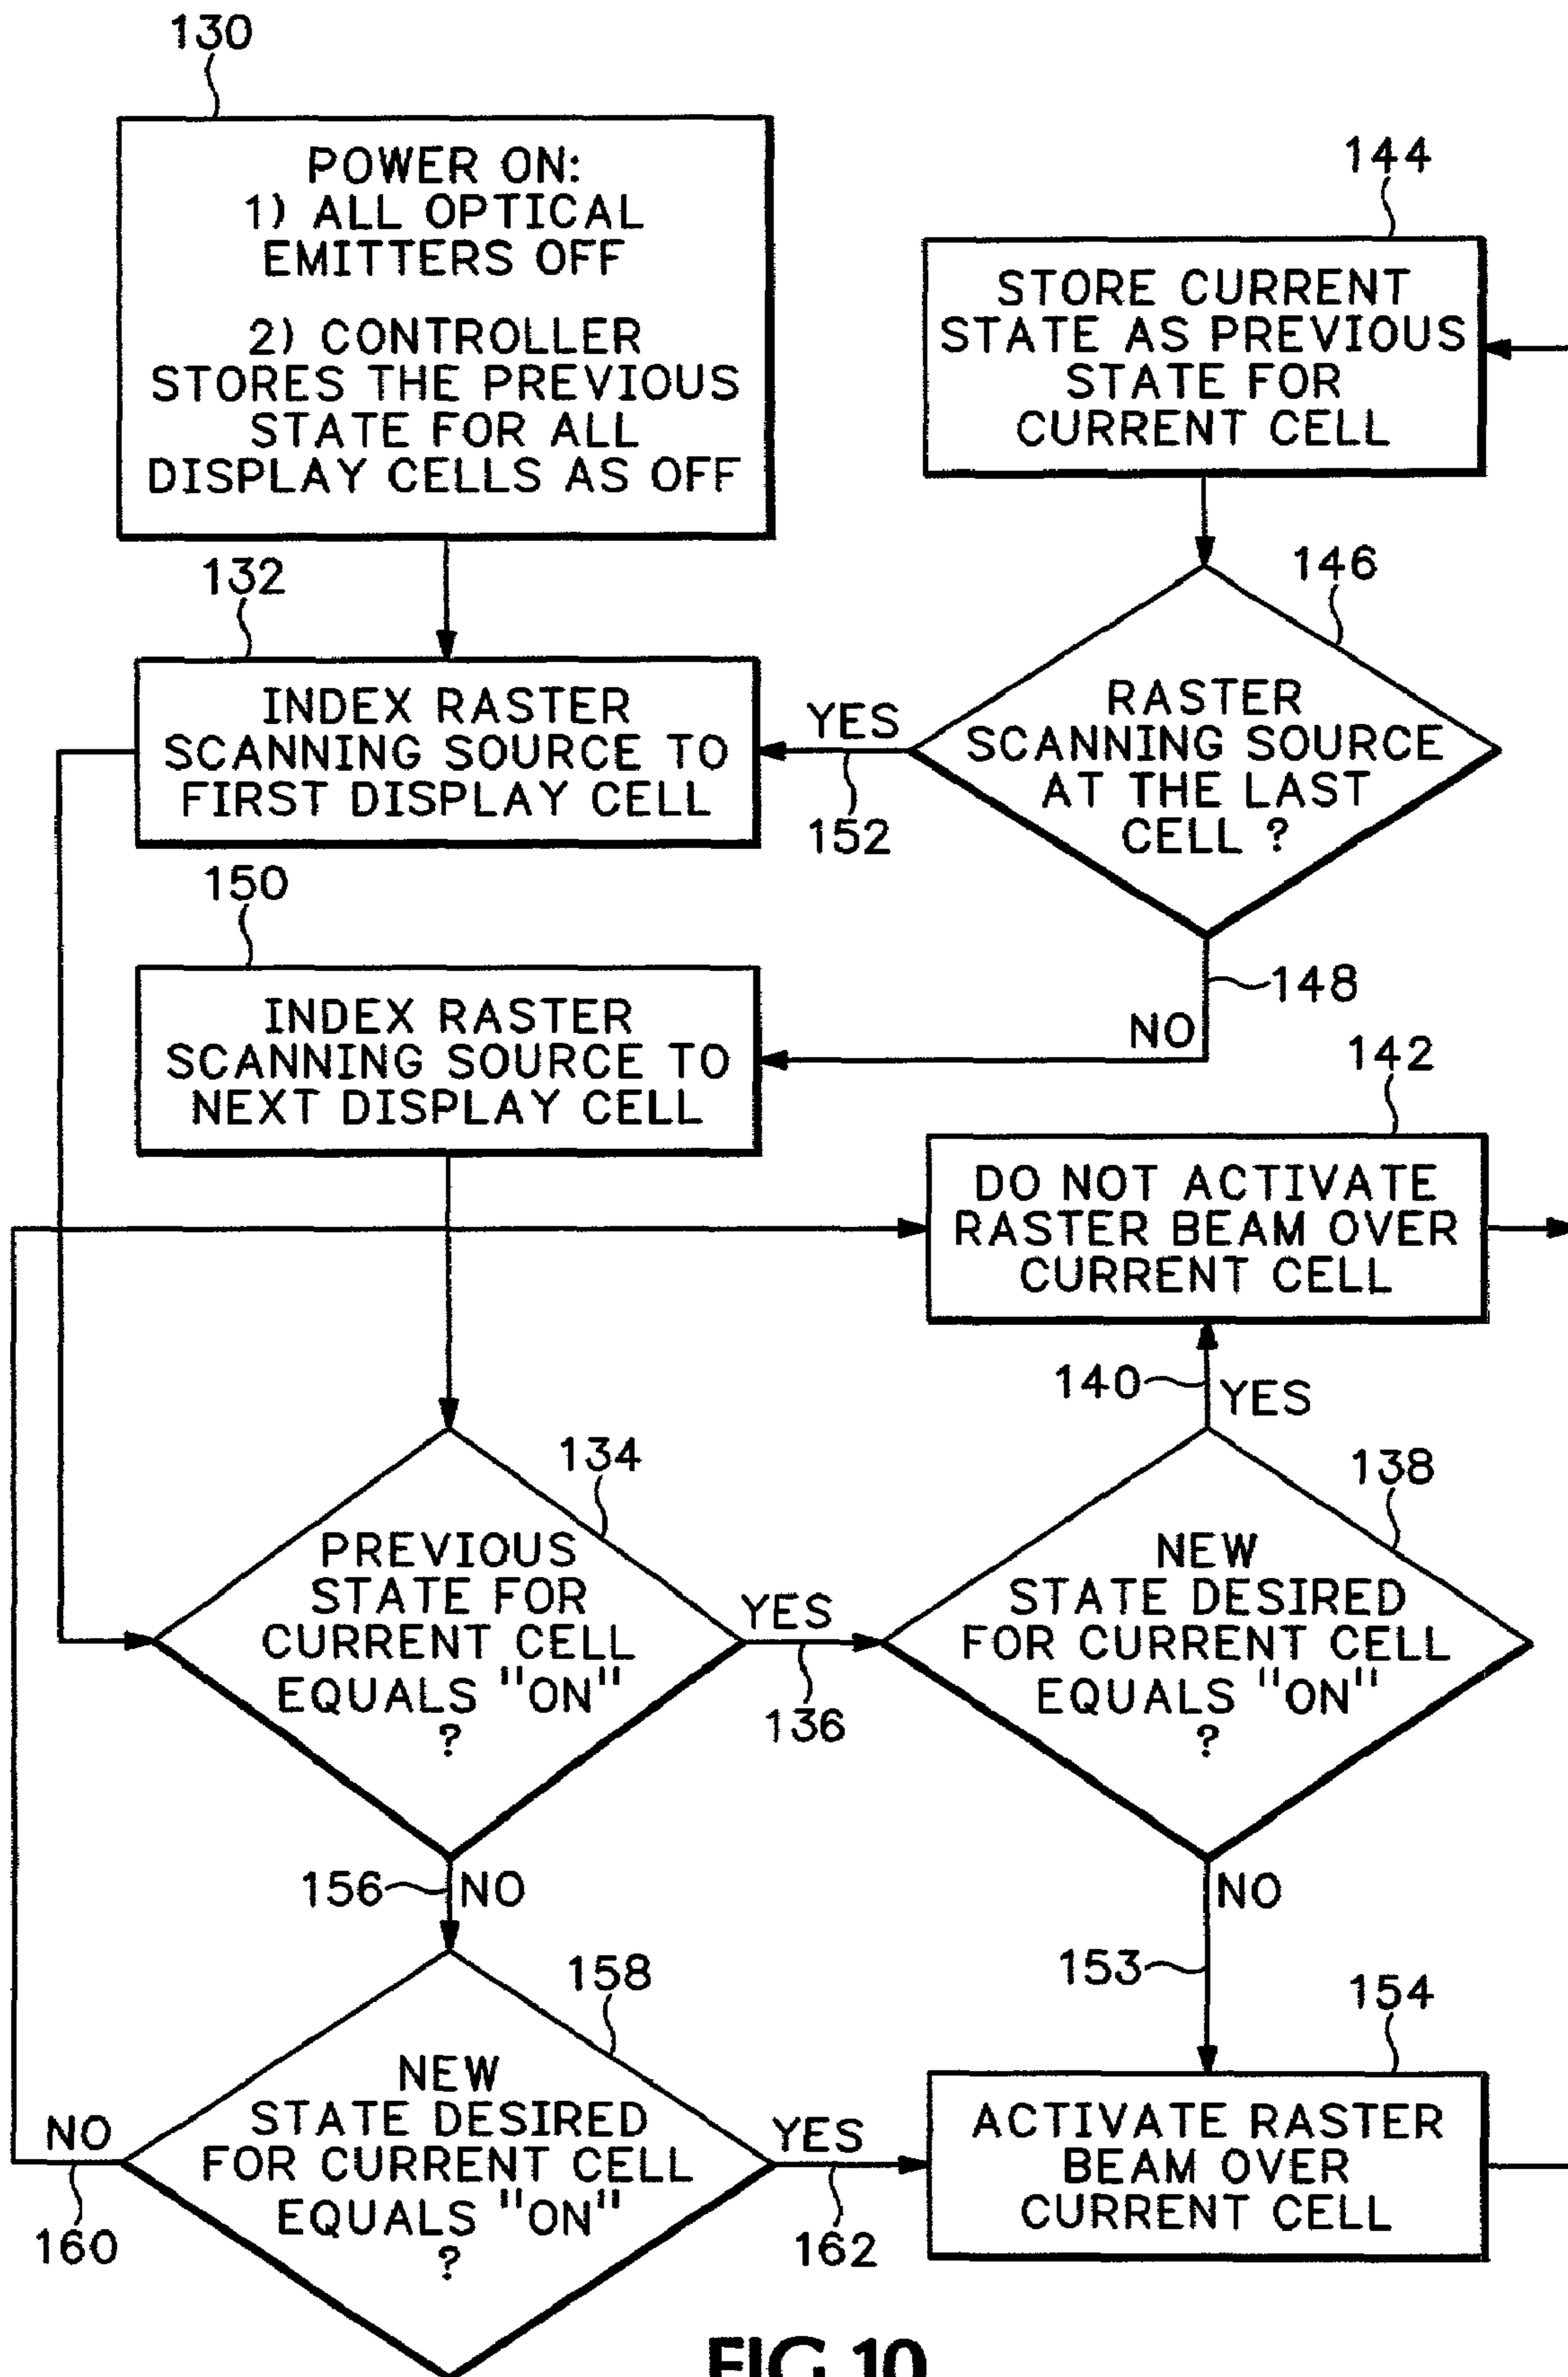 130
POWER ON:
1) ALL OPTICAL
EMITTERS OFF
2) CONTROLLER
STORES THE PREVIOUS
STATE FOR ALL
DISPLAY CELLS AS OFF
144
STORE CURRENT
STATE AS PREVIOUS
STATE FOR
CURRENT CELL
132
INDEX RASTER
SCANNING SOURCE TO
FIRST DISPLAY CELL
YES
152
146
RASTER
SCANNING SOURCE
AT THE LAST
CELL ?
148
NO
150
INDEX RASTER
SCANNING SOURCE TO
NEXT DISPLAY CELL
142
DO NOT ACTIVATE
RASTER BEAM OVER
CURRENT CELL
140
YES
134
PREVIOUS
STATE FOR
CURRENT CELL
EQUALS "ON"
?
YES
136
138
NEW
STATE DESIRED
FOR CURRENT CELL
EQUALS "ON"
?
156
NO
NO
153
158
NEW
STATE DESIRED
FOR CURRENT CELL
EQUALS "ON"
?
NO
160
YES
162
154
ACTIVATE RASTER
BEAM OVER
CURRENT CELL
FIG.10